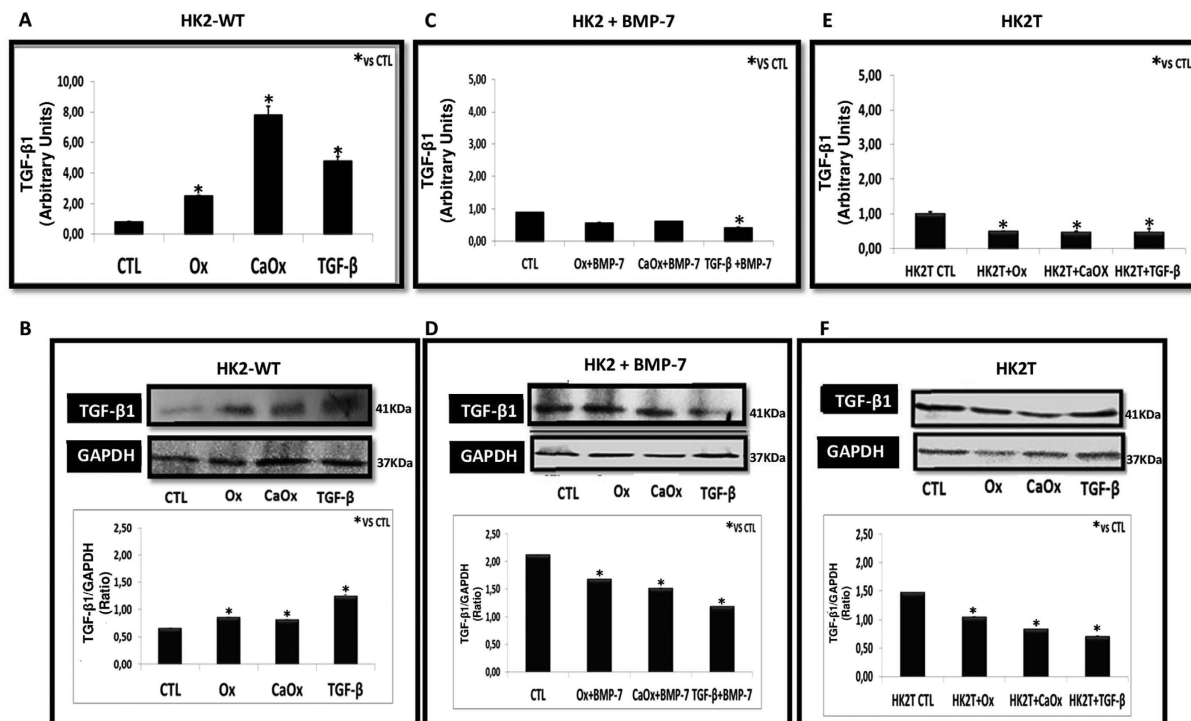 A
HK2-WT
*vs CTL
TGF-β1
(Arbitrary Units)
10,00
8,00
6,00
4,00
2,00
0,00
*
*
*
CTL Ox CaOx TGF-β
C
HK2 + BMP-7
*VS CTL
TGF-β1
(Arbitrary Units)
5,00
4,00
3,00
2,00
1,00
0,00
*
CTL Ox+BMP-7 CaOx+BMP-7 TGF-β +BMP-7
E
HK2T
*vs CTL
TGF-β1
(Arbitrary Units)
5,00
4,00
3,00
2,00
1,00
0,00
* * *
HK2T CTL HK2T+Ox HK2T+CaOX HK2T+TGF-β
B
HK2-WT
TGF-β1
41KDa
GAPDH
37KDa
CTL Ox CaOx TGF-β
*VS CTL
TGF-β1/GAPDH
(Ratio)
2,50
2,00
1,50
1,00
0,50
0,00
* * *
CTL Ox CaOx TGF-β
D
HK2 + BMP-7
TGF-β1
41KDa
GAPDH
37KDa
CTL Ox CaOx TGF-β
*VS CTL
TGF-β1/GAPDH
(Ratio)
2,50
2,00
1,50
1,00
0,50
0,00
* * *
CTL Ox+BMP-7 CaOx+BMP-7 TGF-β+BMP-7
F
HK2T
TGF-β1
41KDa
GAPDH
37KDa
CTL Ox CaOx TGF-β
*vs CTL
TGF-β1/GAPDH
(Ratio)
2,50
2,00
1,50
1,00
0,50
0,00
* * *
HK2T CTL HK2T+Ox HK2T+CaOx HK2T+TGF-β